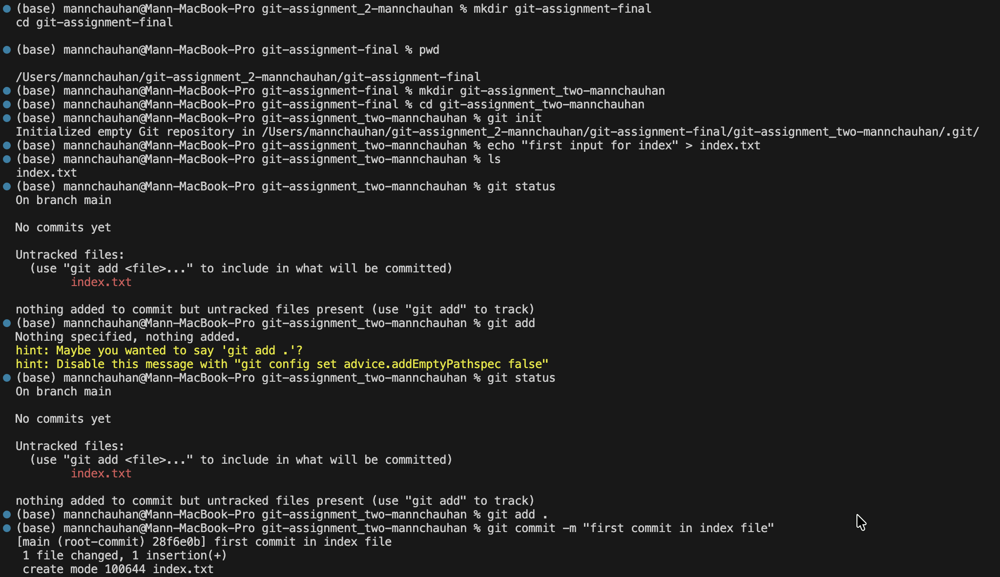 (base) mannchauhan@Mann-MacBook-Pro git-assignment_2-mannchauhan % mkdir git-assignment-final
cd git-assignment-final
(base) mannchauhan@Mann-MacBook-Pro git-assignment-final % pwd
/Users/mannchauhan/git-assignment_2-mannchauhan/git-assignment-final
(base) mannchauhan@Mann-MacBook-Pro git-assignment-final % mkdir git-assignment_two-mannchauhan
(base) mannchauhan@Mann-MacBook-Pro git-assignment-final % cd git-assignment_two-mannchauhan
(base) mannchauhan@Mann-MacBook-Pro git-assignment_two-mannchauhan % git init
Initialized empty Git repository in /Users/mannchauhan/git-assignment_2-mannchauhan/git-assignment-final/git-assignment_two-mannchauhan/.git/
(base) mannchauhan@Mann-MacBook-Pro git-assignment_two-mannchauhan % echo "first input for index" > index.txt
(base) mannchauhan@Mann-MacBook-Pro git-assignment_two-mannchauhan % ls
index.txt
(base) mannchauhan@Mann-MacBook-Pro git-assignment_two-mannchauhan % git status
On branch main
No commits yet
Untracked files:
  (use "git add <file>..." to include in what will be committed)
        index.txt
nothing added to commit but untracked files present (use "git add" to track)
(base) mannchauhan@Mann-MacBook-Pro git-assignment_two-mannchauhan % git add
Nothing specified, nothing added.
hint: Maybe you wanted to say 'git add .'?
hint: Disable this message with "git config set advice.addEmptyPathspec false"
(base) mannchauhan@Mann-MacBook-Pro git-assignment_two-mannchauhan % git status
On branch main
No commits yet
Untracked files:
  (use "git add <file>..." to include in what will be committed)
        index.txt
nothing added to commit but untracked files present (use "git add" to track)
(base) mannchauhan@Mann-MacBook-Pro git-assignment_two-mannchauhan % git add .
(base) mannchauhan@Mann-MacBook-Pro git-assignment_two-mannchauhan % git commit -m "first commit in index file"
[main (root-commit) 28f6e0b] first commit in index file
 1 file changed, 1 insertion(+)
 create mode 100644 index.txt